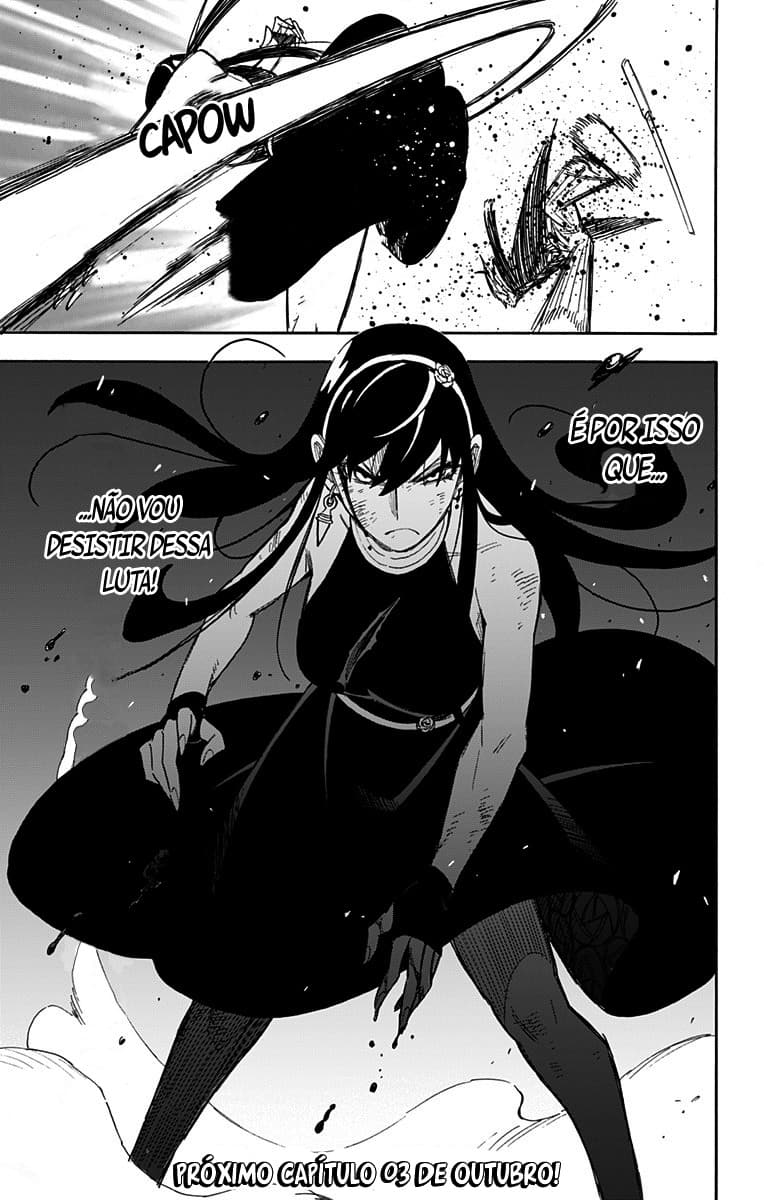 CAPOW
É POR ISSO
QUE...
...NÃO VOU
DESISTIR DESSA
LUTA!
PRÓXIMO CAPÍTULO 03 DE OUTUBRO!